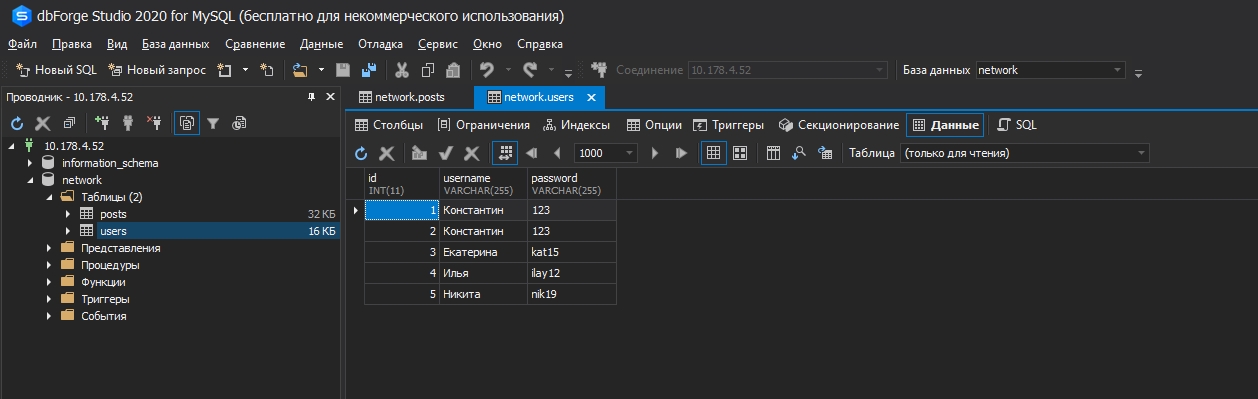 dbForge Studio 2020 for MySQL (бесплатно для некоммерческого использования)
Файл Правка Вид База данных Сравнение Данные Отладка Сервис Окно Справка
Новый SQL Новый запрос Соединение 10.178.4.52 База данных network
Проводник - 10.178.4.52
network.posts network.users
Столбцы Ограничения Индексы Опции Триггеры Секционирование Данные SQL
1000 Таблица (только для чтения)
10.178.4.52
information_schema
network
Таблицы (2)
posts 32 КБ
users 16 КБ
Представления
Процедуры
Функции
Триггеры
События
id username password
INT(11) VARCHAR(255) VARCHAR(255)
1 Константин 123
2 Константин 123
3 Екатерина kat15
4 Илья ilay12
5 Никита nik19